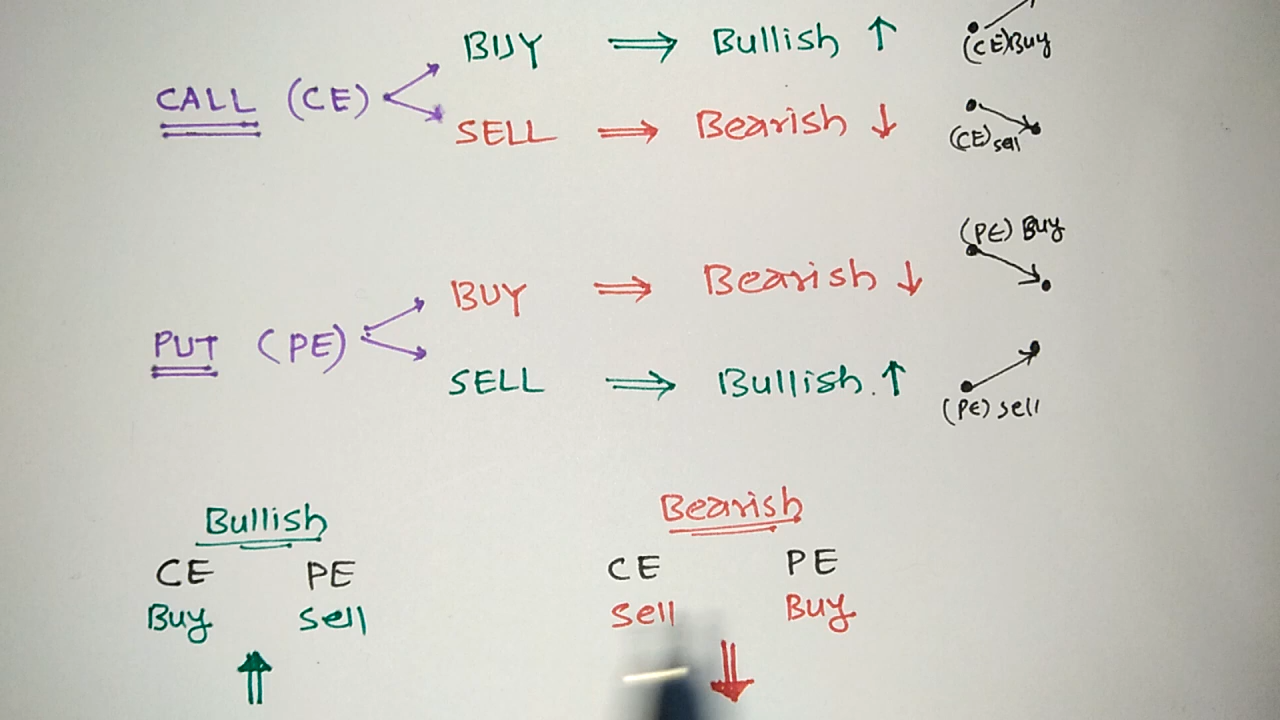 CALL (CE)
BUY ⇒ Bullish ↑ (CE) Buy
SELL ⇒ Bearish ↓ (CE) sell
PUT (PE)
BUY ⇒ Bearish ↓ (PE) Buy
SELL ⇒ Bullish. ↑ (PE) sell
Bullish
CE PE
Buy Sell
Bearish
CE PE
Sell Buy